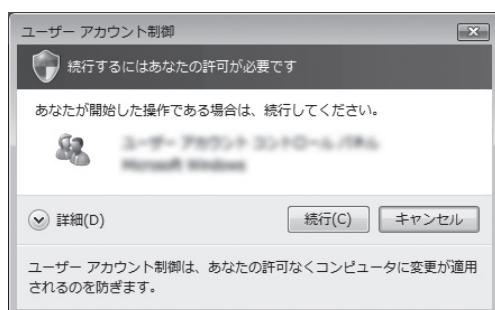 ユーザー アカウント制御
続行するにはあなたの許可が必要です
あなたが開始した操作である場合は、続行してください。
詳細(D)
続行(C)
キャンセル
ユーザー アカウント制御は、あなたの許可なくコンピュータに変更が適用
されるのを防ぎます。